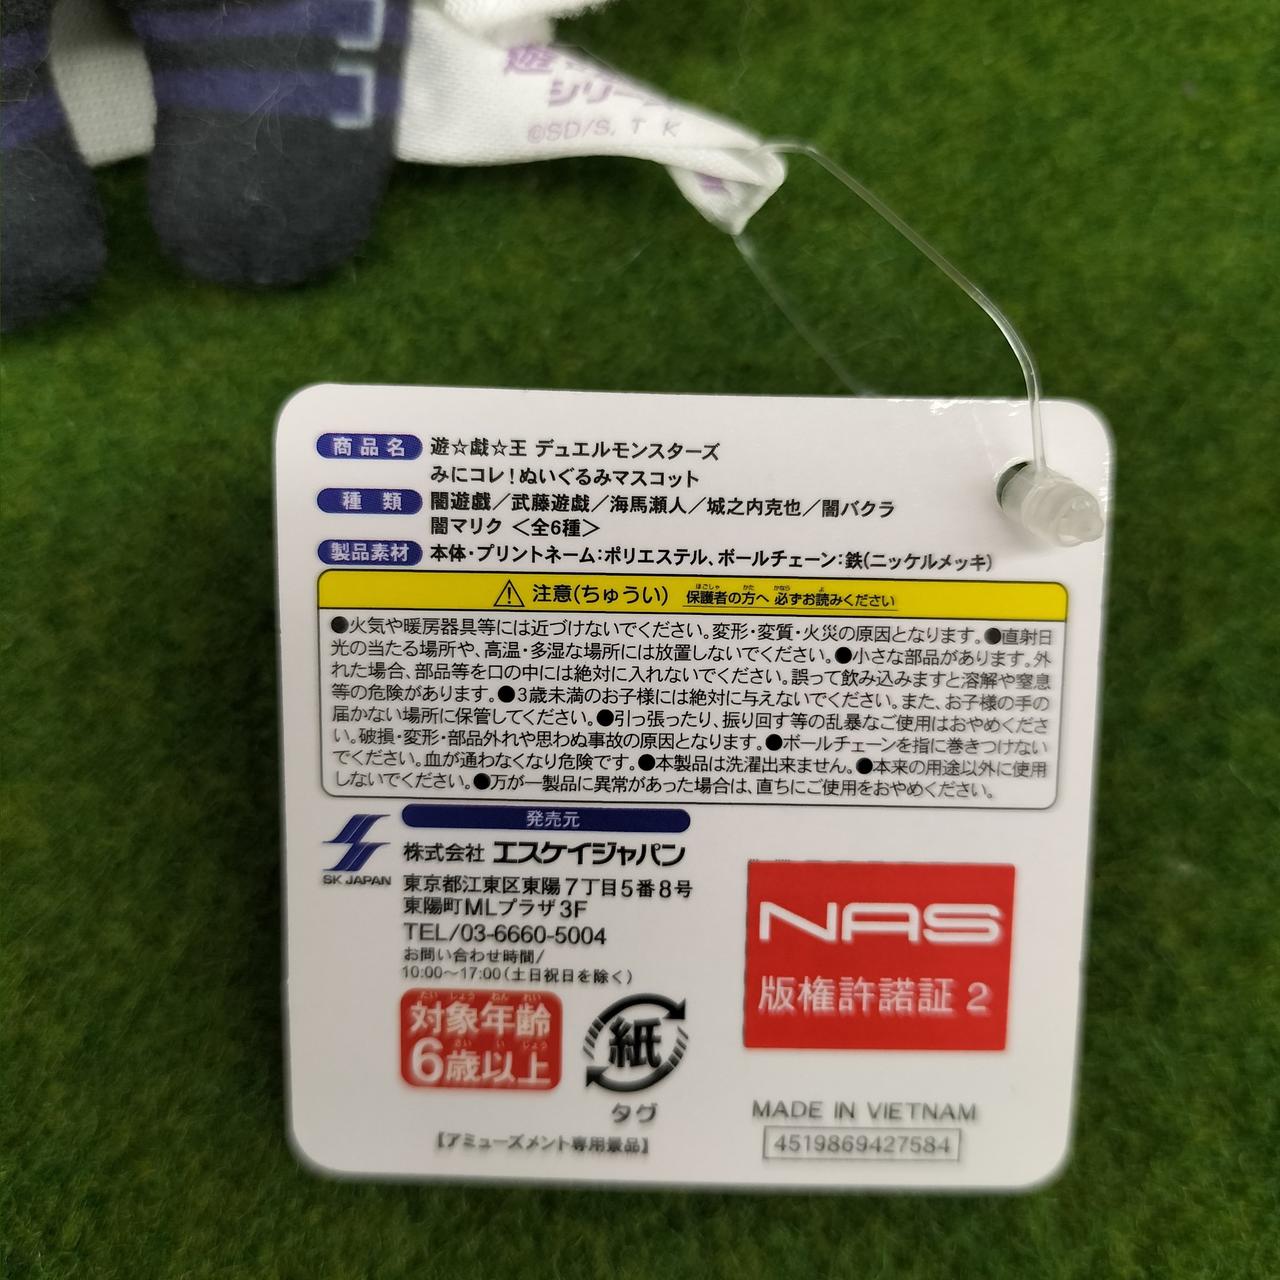 シリーズ
©SD/S, T K
商品名 遊☆戯☆王 デュエルモンスターズ
みにコレ!ぬいぐるみマスコット
種類 闇遊戯/武藤遊戯/海馬瀬人/城之内克也/闇バクラ
闇マリク <全6種>
製品素材 本体・プリントネーム:ポリエステル、ボールチェーン:鉄(ニッケルメッキ)
⚠ 注意(ちゅうい) 保護者の方へ 必ずお読みください
●火気や暖房器具等には近づけないでください。変形・変質・火災の原因となります。●直射日
光の当たる場所や、高温・多湿な場所には放置しないでください。●小さな部品があります。外
れた場合、部品等を口の中には絶対に入れないでください。誤って飲み込みますと溶解や窒息
等の危険があります。●3歳未満のお子様には絶対に与えないでください。また、お子様の手の
届かない場所に保管してください。●引っ張ったり、振り回す等の乱暴なご使用はおやめくださ
い。破損・変形・部品外れや思わぬ事故の原因となります。●ボールチェーンを指に巻きつけない
でください。血が通わなくなり危険です。●本製品は洗濯出来ません。●本来の用途以外に使用
しないでください。●万が一製品に異常があった場合は、直ちにご使用をおやめください。
発売元
SK JAPAN
株式会社 エスケイジャパン
東京都江東区東陽7丁目5番8号
東陽町MLプラザ3F
TEL/03-6660-5004
お問い合わせ時間/
10:00〜17:00(土日祝日を除く)
対象年齢
6歳以上
紙
タグ
【アミューズメント専用景品】
NAS
版権許諾証 2
MADE IN VIETNAM
4519869427584